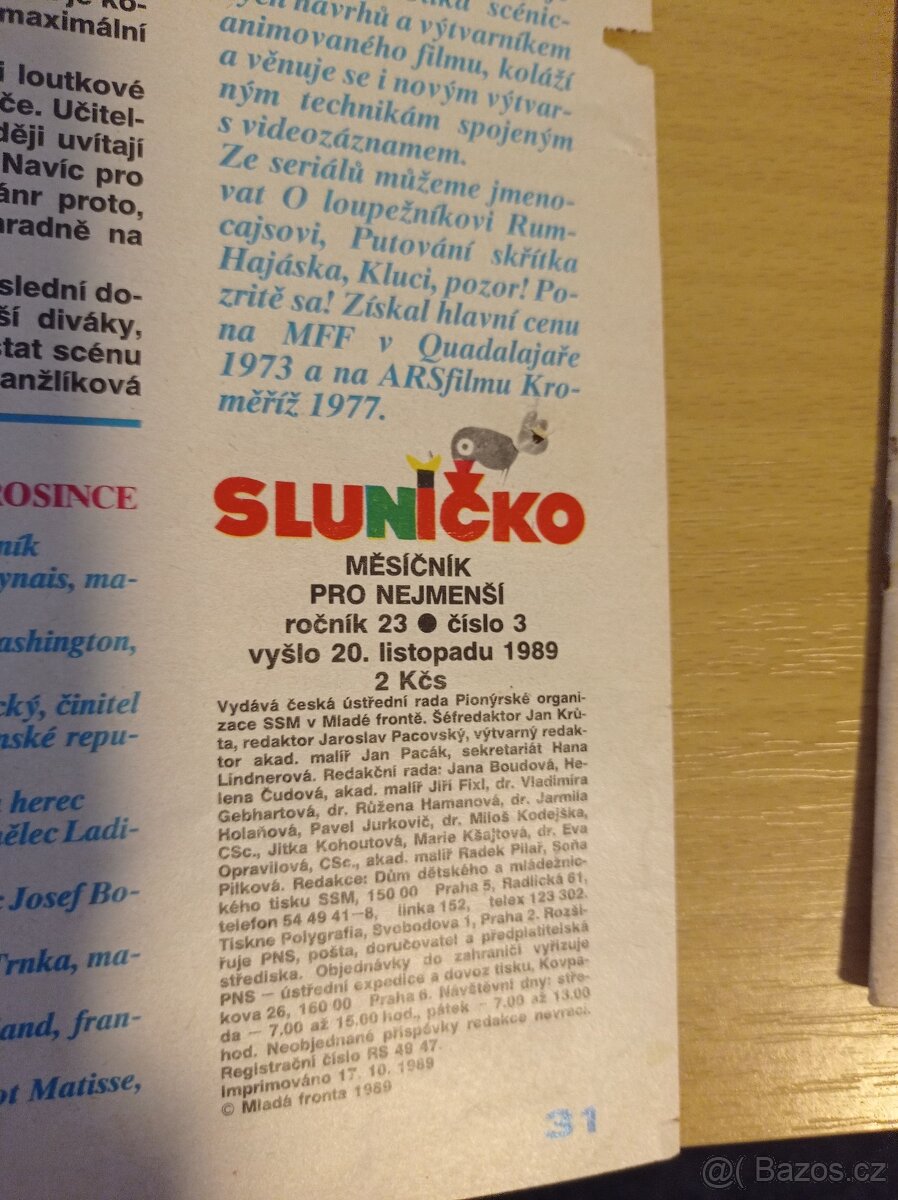 maximální
i loutkové
če. Učitel-
ději uvítají
Navíc pro
ánr proto,
hradně na
slední do-
ší diváky,
stat scénu
anžlíková
ROSINCE
ník
ynais, ma-
ashington,
cký, činitel
nské repu-
herec
ělec Ladi-
Josef Bo-
Trnka, ma-
and, fran-
ot Matisse,
ých návrhů a výtvarníkem
animovaného filmu, koláží
a věnuje se i novým výtvar-
ným technikám spojeným
s videozáznamem.
Ze seriálů můžeme jmeno-
vat O loupežníkovi Rum-
cajsovi, Putování skřítka
Hajáska, Kluci, pozor! Po-
zritě sa! Získal hlavní cenu
na MFF v Quadalajaře
1973 a na ARSfilmu Kro-
měříž 1977.
SLUNÍČKO
MĚSÍČNÍK
PRO NEJMENŠÍ
ročník 23 ● číslo 3
vyšlo 20. listopadu 1989
2 Kčs
Vydává česká ústřední rada Pionýrské organi-
zace SSM v Mladé frontě. Šéfredaktor Jan Krů-
ta, redaktor Jaroslav Pacovský, výtvarný redak-
tor akad. malíř Jan Pacák, sekretariát Hana
Lindnerová. Redakční rada: Jana Boudová, He-
lena Čudová, akad. malíř Jiří Fixl, dr. Vladimíra
Gebhartová, dr. Růžena Hamanová, dr. Jarmila
Holaňová, Pavel Jurkovič, dr. Miloš Kodejška,
CSc., Jitka Kohoutová, Marie Kšajtová, dr. Eva
Opravilová, CSc., akad. malíř Radek Pilař, Soňa
Pilková. Redakce: Dům dětského a mládežnic-
kého tisku SSM, 150 00 Praha 5, Radlická 61,
telefon 54 49 41–8, linka 152, telex 123 302.
Tiskne Polygrafia, Svobodova 1, Praha 2. Rozši-
řuje PNS, pošta, doručovatel a předplatitelská
střediska. Objednávky do zahraničí vyřizuje
PNS – ústřední expedice a dovoz tisku, Kovpa-
kova 26, 160 00 Praha 6. Návštěvní dny: stře-
da – 7.00 až 15.00 hod., pátek – 7.00 až 13.00
hod. Neobjednané příspěvky redakce nevrací.
Registrační číslo RS 49 47.
Imprimováno 17. 10. 1989
© Mladá fronta 1989
31
@( Bazos.cz